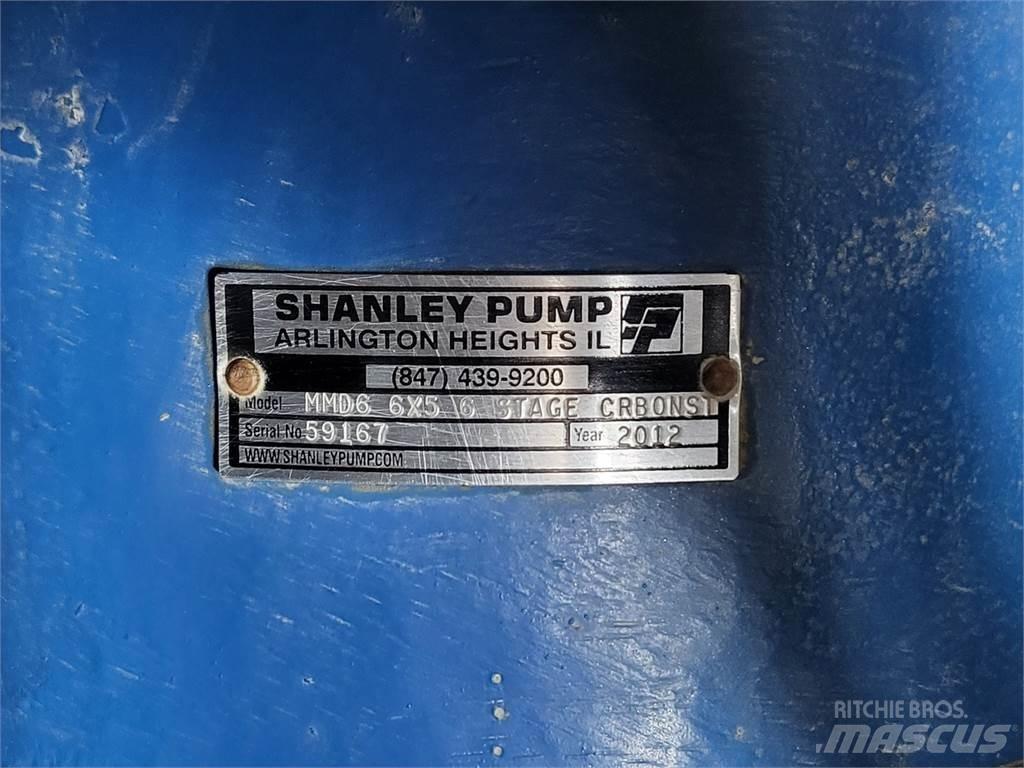 SHANLEY PUMP
ARLINGTON HEIGHTS IL
(847) 439-9200
Model MMD6 6X5 6 STAGE CRBONST
Serial No. 59167 Year 2012
WWW.SHANLEYPUMP.COM
RITCHIE BROS.
MASCUS